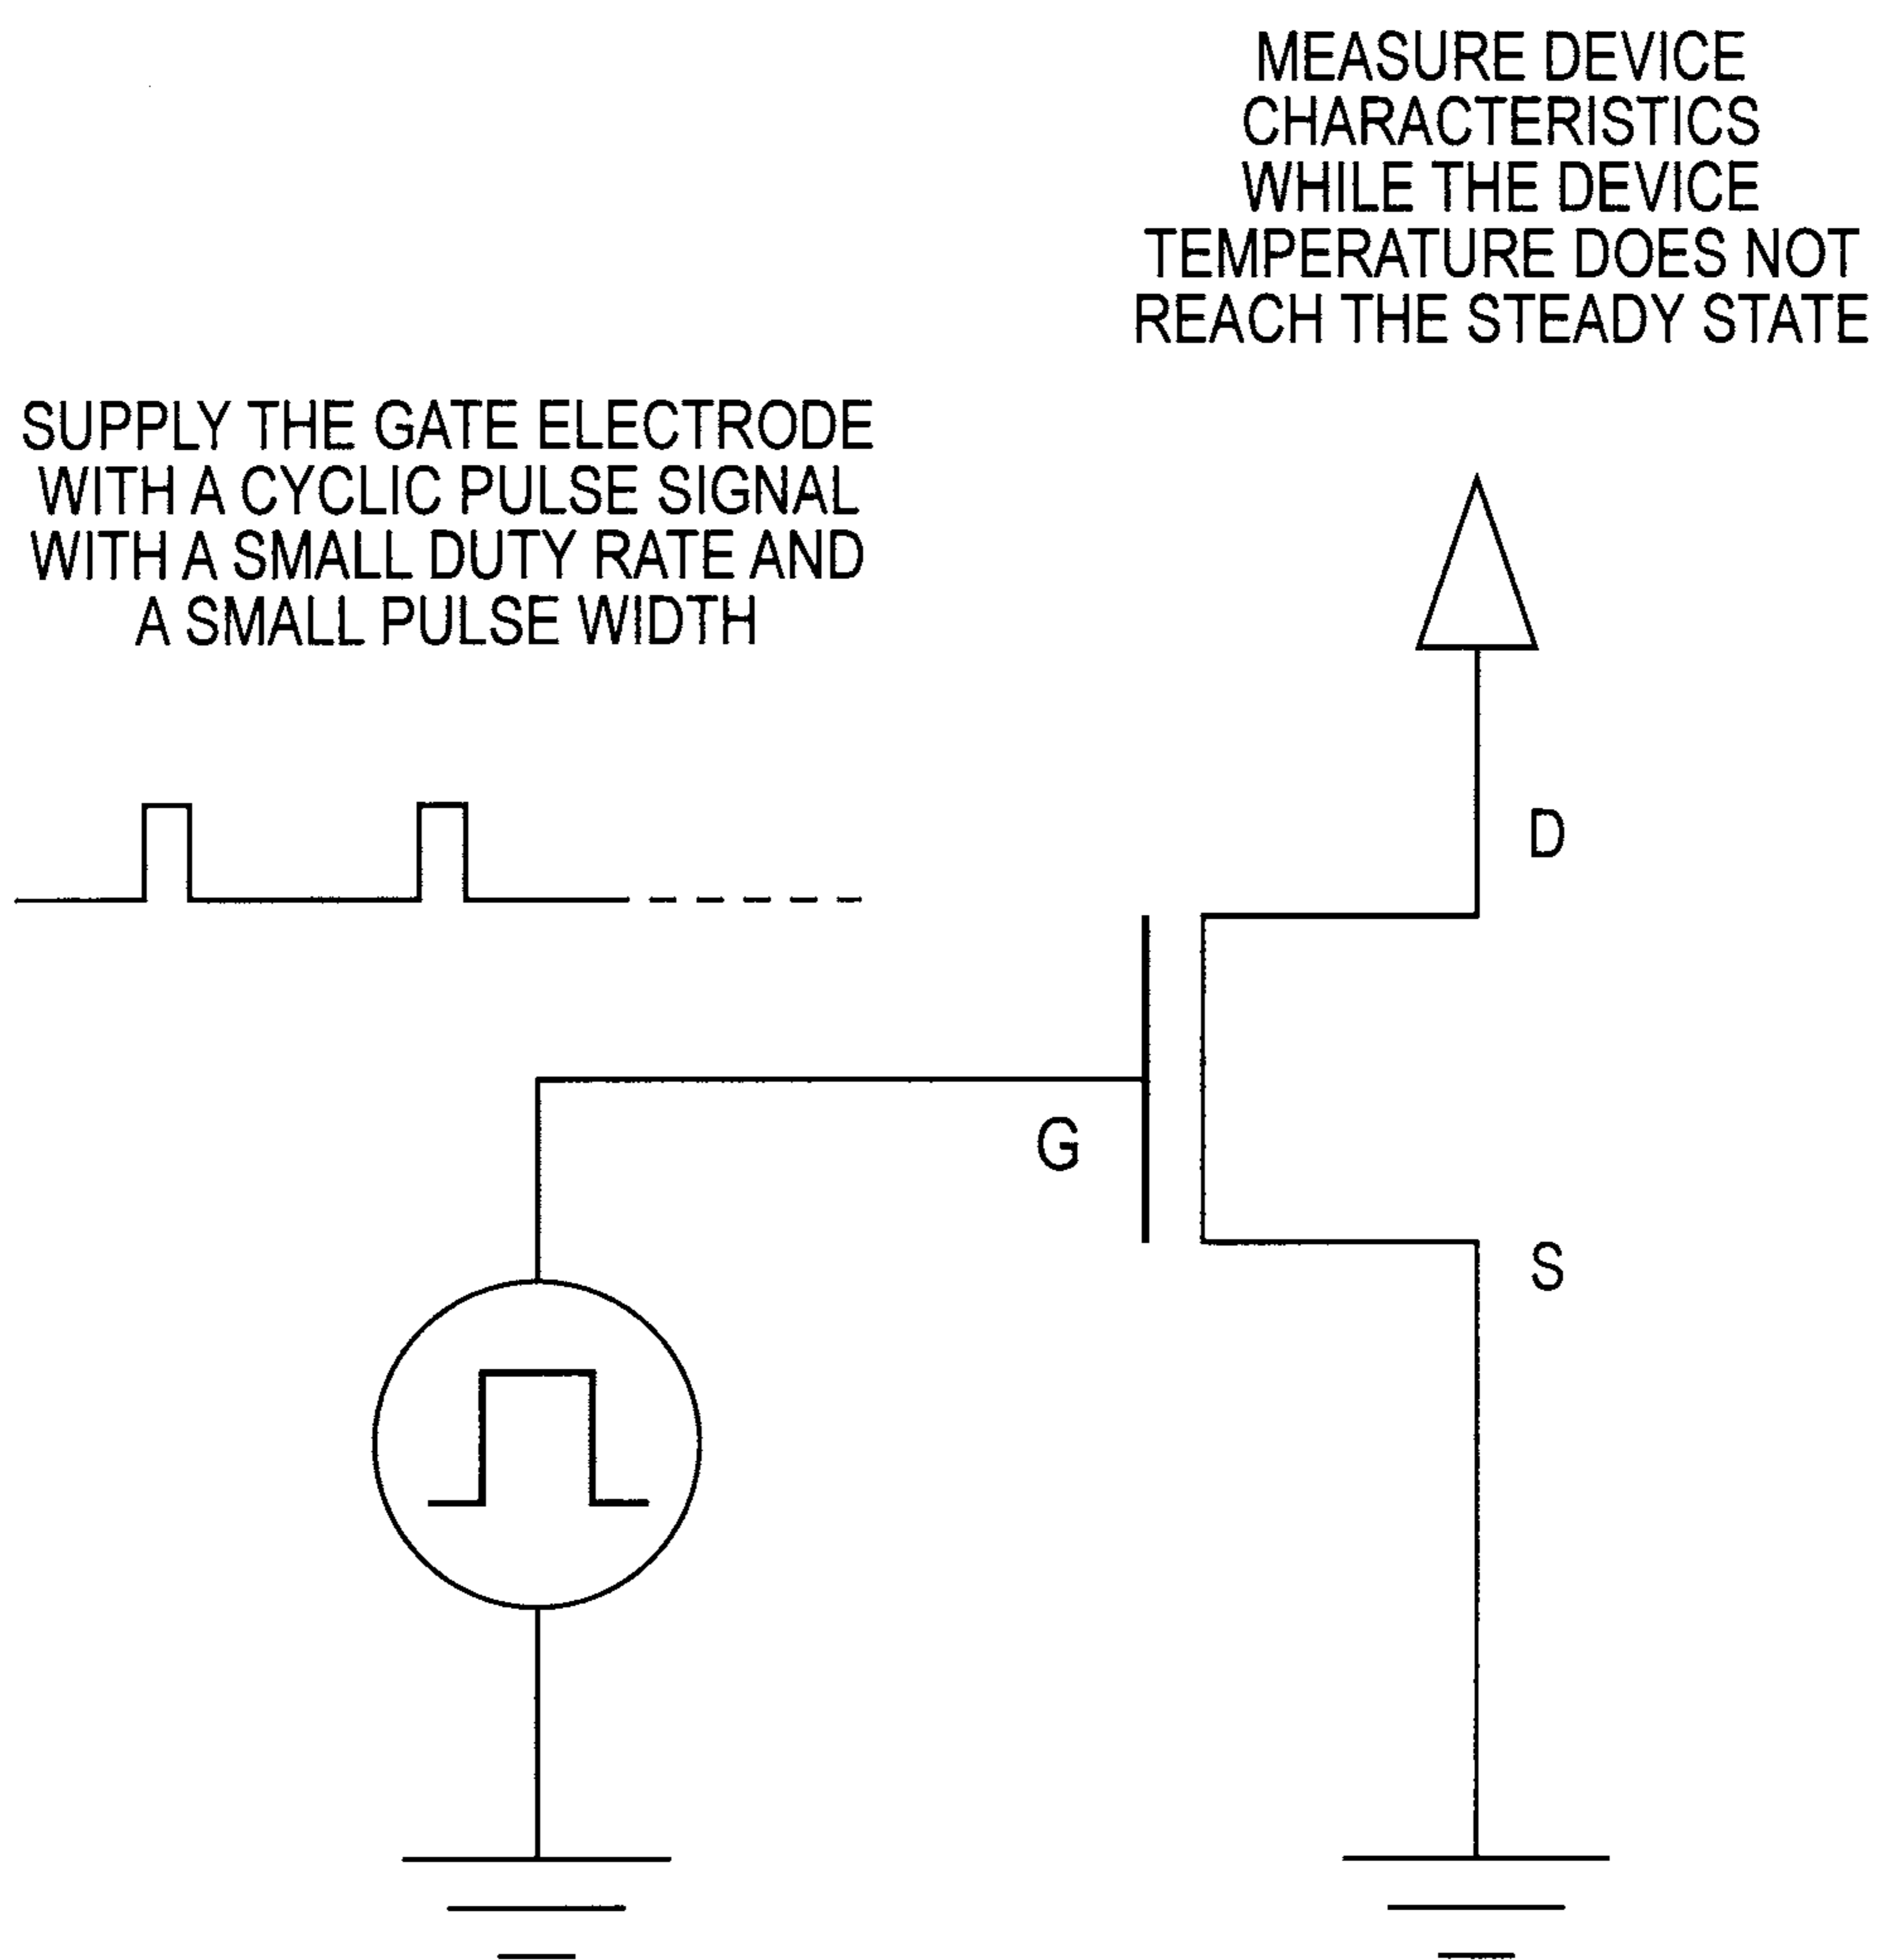 MEASURE DEVICE
CHARACTERISTICS
WHILE THE DEVICE
TEMPERATURE DOES NOT
REACH THE STEADY STATE
SUPPLY THE GATE ELECTRODE
WITH A CYCLIC PULSE SIGNAL
WITH A SMALL DUTY RATE AND
A SMALL PULSE WIDTH
D
G
S